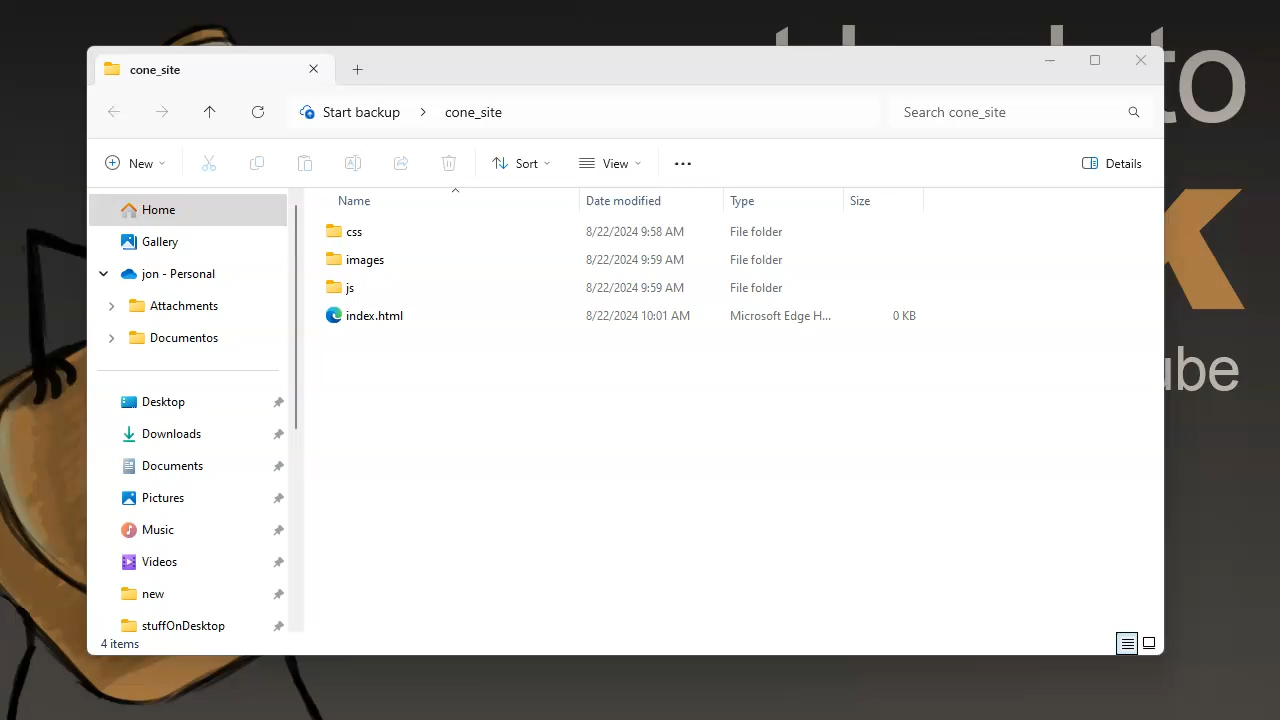 to
cone_site
Start backup
cone_site
Search cone_site
New
Sort
View
Details
Name
Date modified
Type
Size
Home
Gallery
jon - Personal
Attachments
Documentos
Desktop
Downloads
Documents
Pictures
Music
Videos
new
stuffOnDesktop
css 8/22/2024 9:58 AM File folder
images 8/22/2024 9:59 AM File folder
js 8/22/2024 9:59 AM File folder
index.html 8/22/2024 10:01 AM Microsoft Edge H... 0 KB
4 items